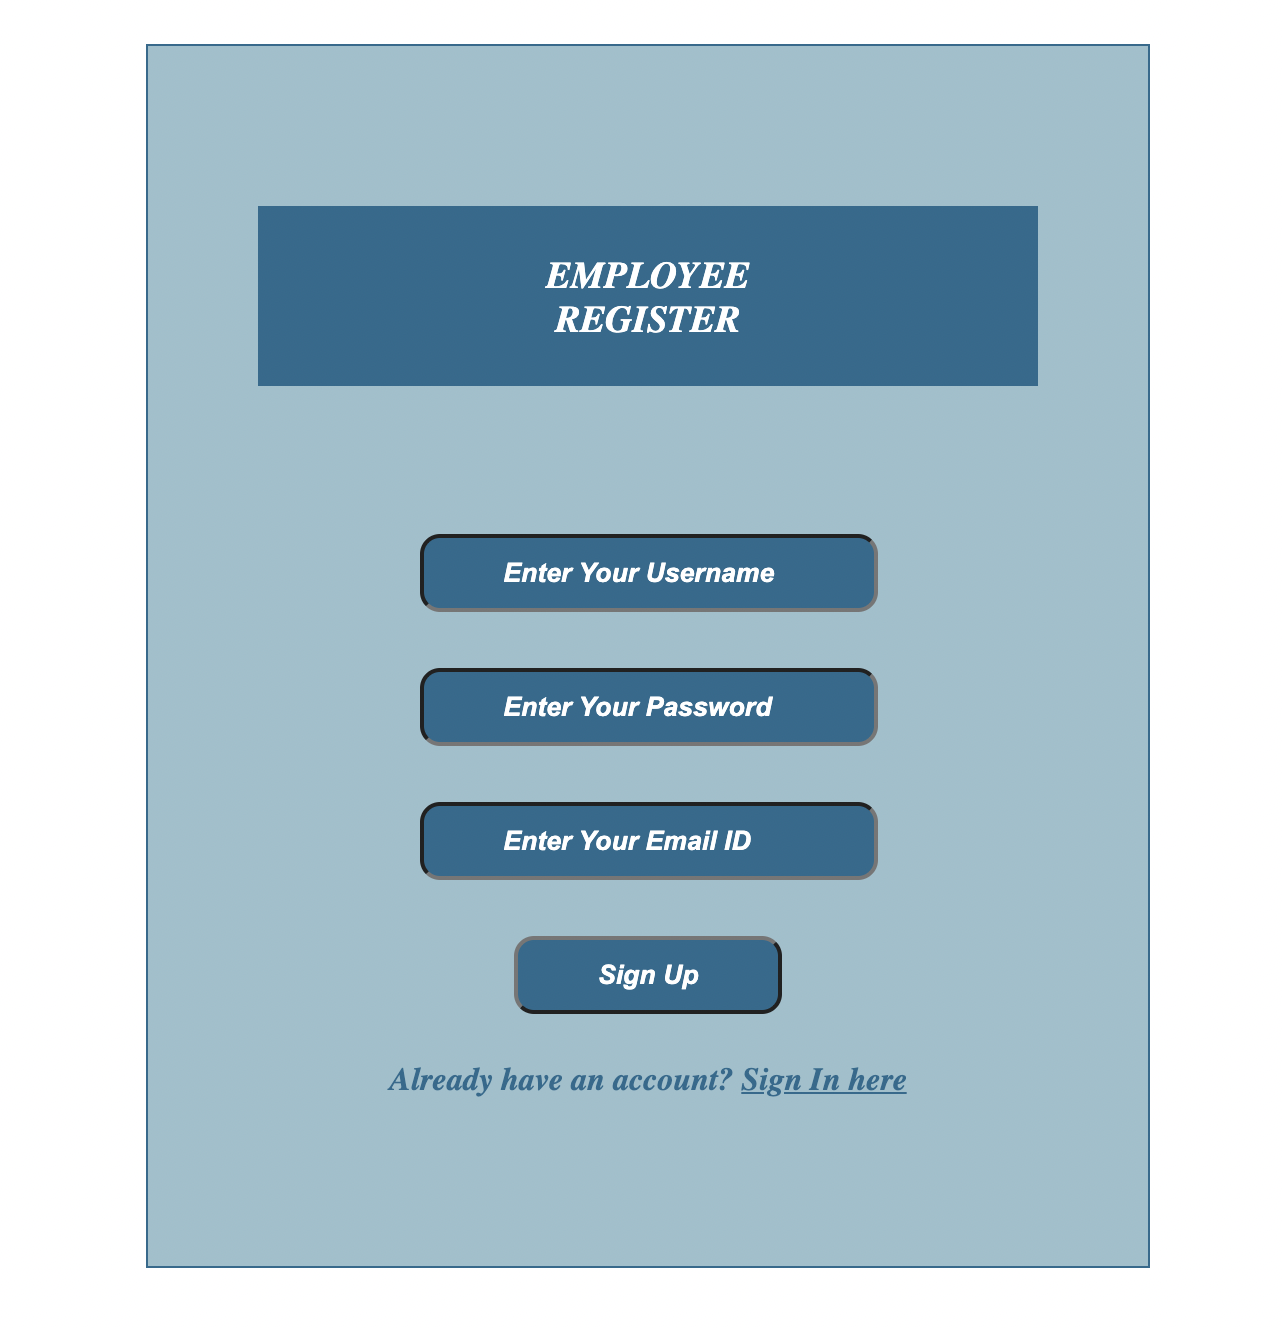 EMPLOYEE
REGISTER
Enter Your Username
Enter Your Password
Enter Your Email ID
Sign Up
Already have an account? Sign In here